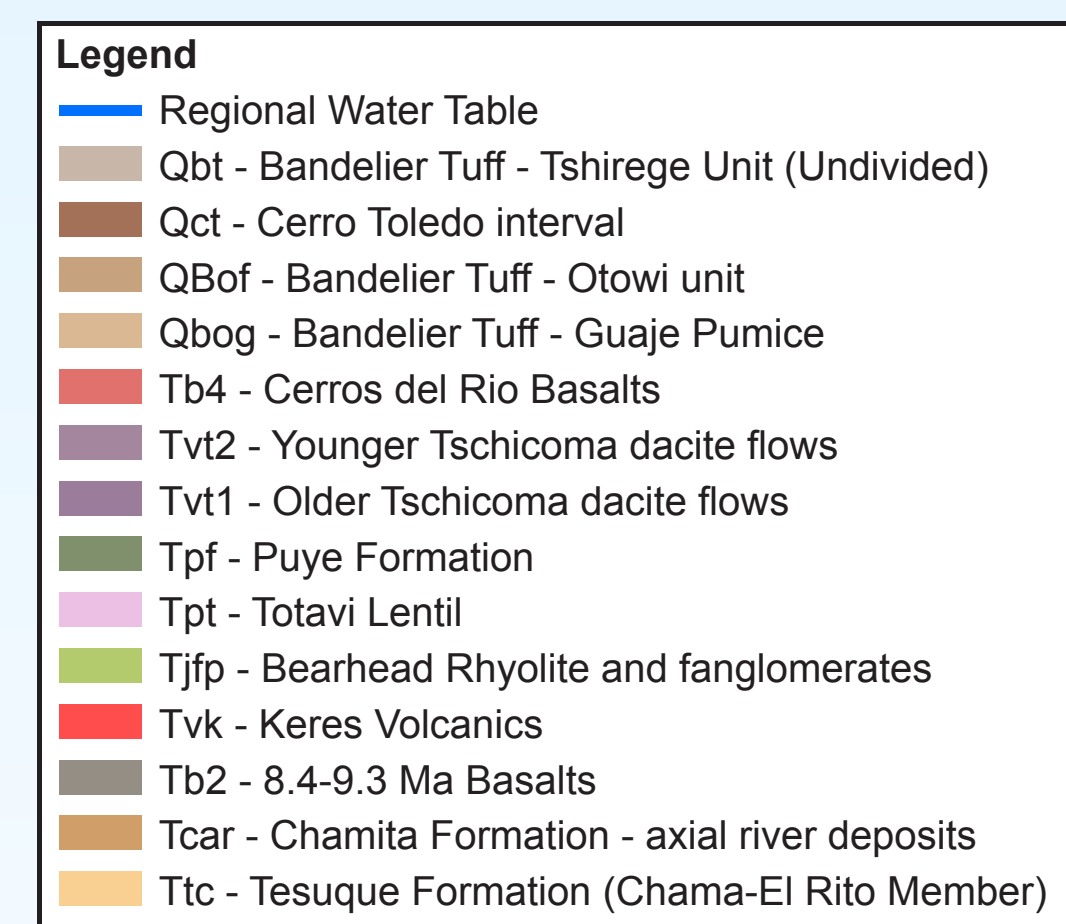 Legend
Regional Water Table
Qbt - Bandelier Tuff - Tshirege Unit (Undivided)
Qct - Cerro Toledo interval
QBof - Bandelier Tuff - Otowi unit
Qbog - Bandelier Tuff - Guaje Pumice
Tb4 - Cerros del Rio Basalts
Tvt2 - Younger Tschicoma dacite flows
Tvt1 - Older Tschicoma dacite flows
Tpf - Puye Formation
Tpt - Totavi Lentil
Tjfp - Bearhead Rhyolite and fanglomerates
Tvk - Keres Volcanics
Tb2 - 8.4-9.3 Ma Basalts
Tcar - Chamita Formation - axial river deposits
Ttc - Tesuque Formation (Chama-El Rito Member)